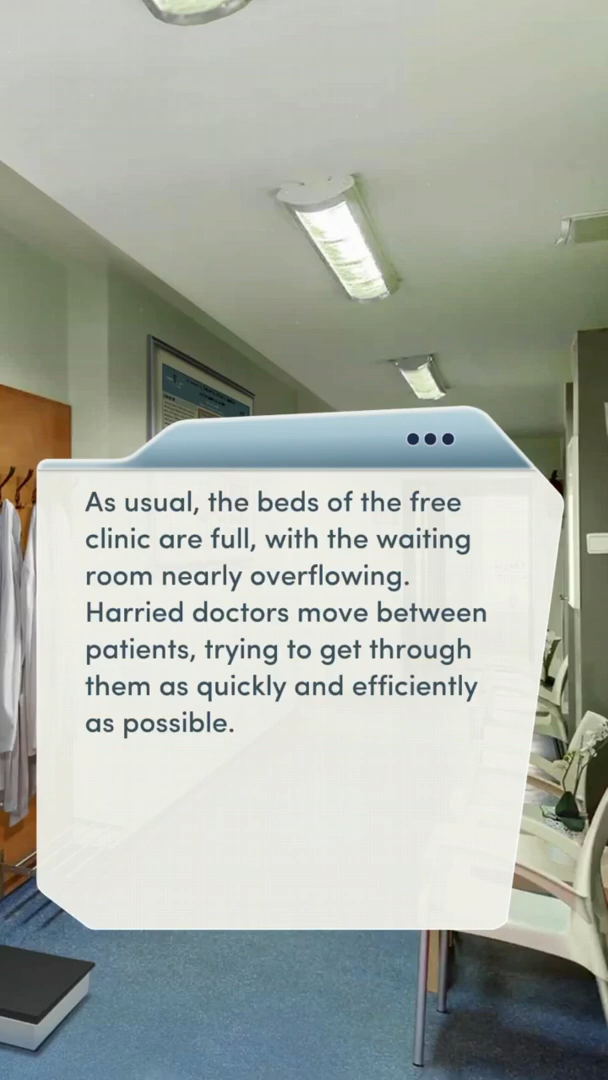 As usual, the beds of the free
clinic are full, with the waiting
room nearly overflowing.
Harried doctors move between
patients, trying to get through
them as quickly and efficiently
as possible.